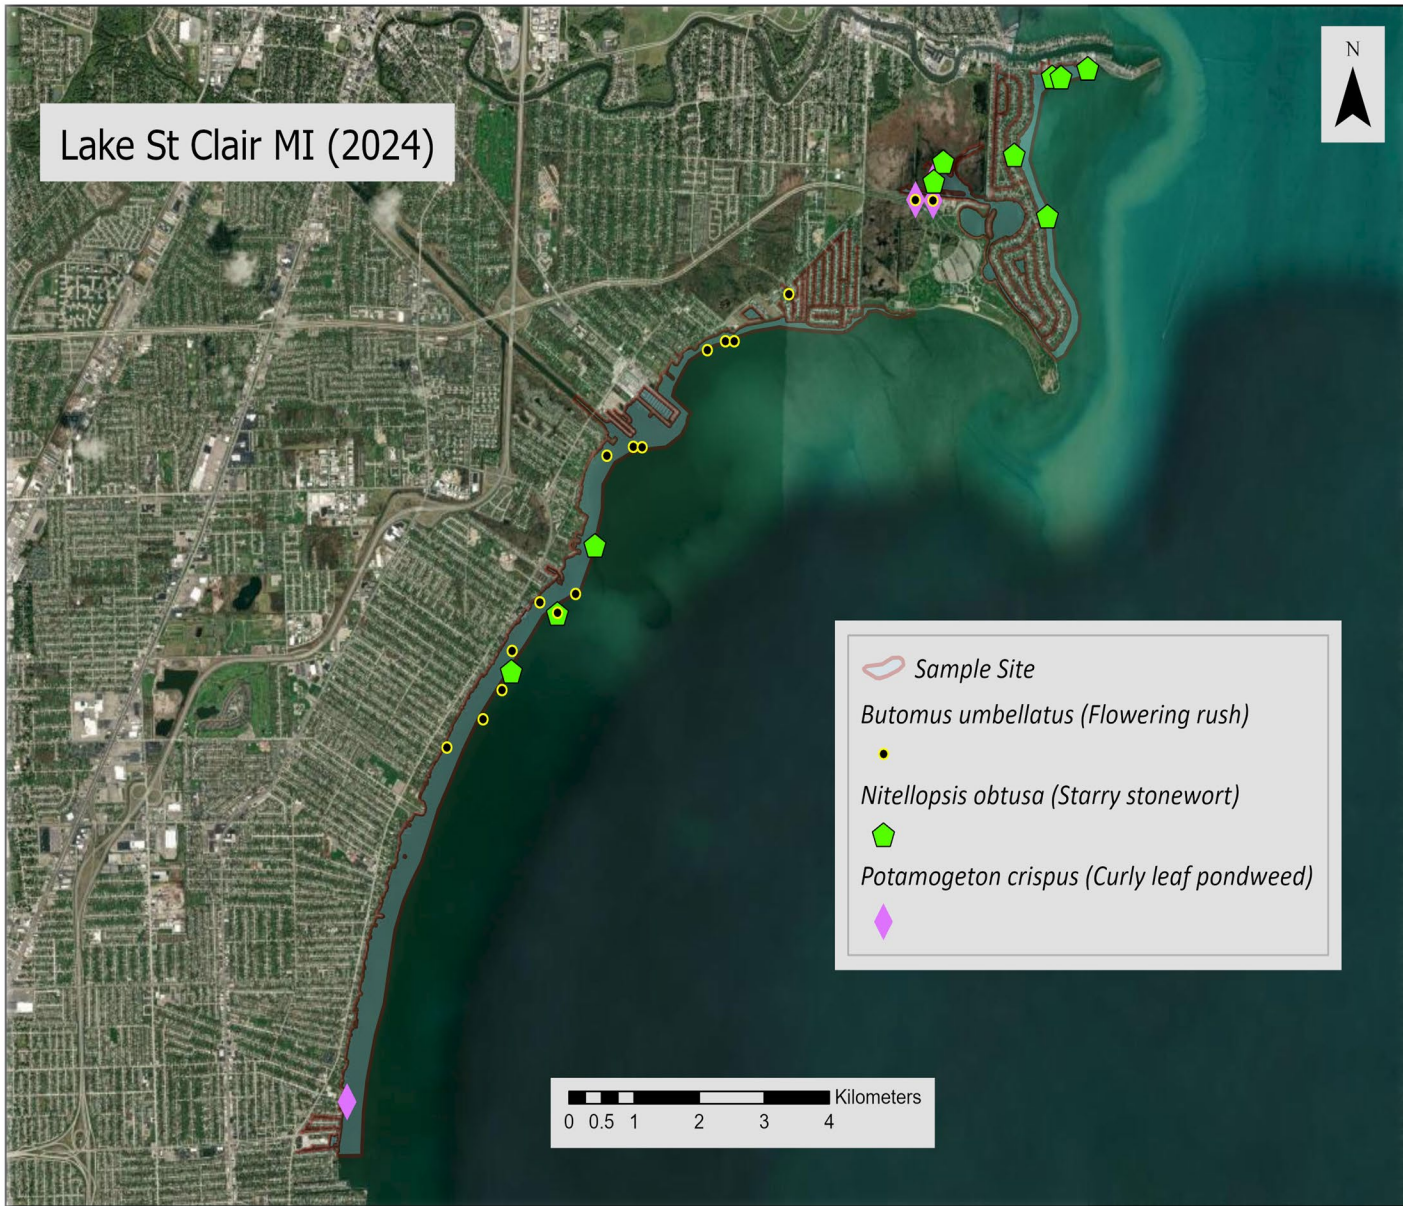 N
Lake St Clair MI (2024)
Sample Site
Butomus umbellatus (Flowering rush)
Nitellopsis obtusa (Starry stonewort)
Potamogeton crispus (Curly leaf pondweed)
Kilometers
0 0.5 1 2 3 4